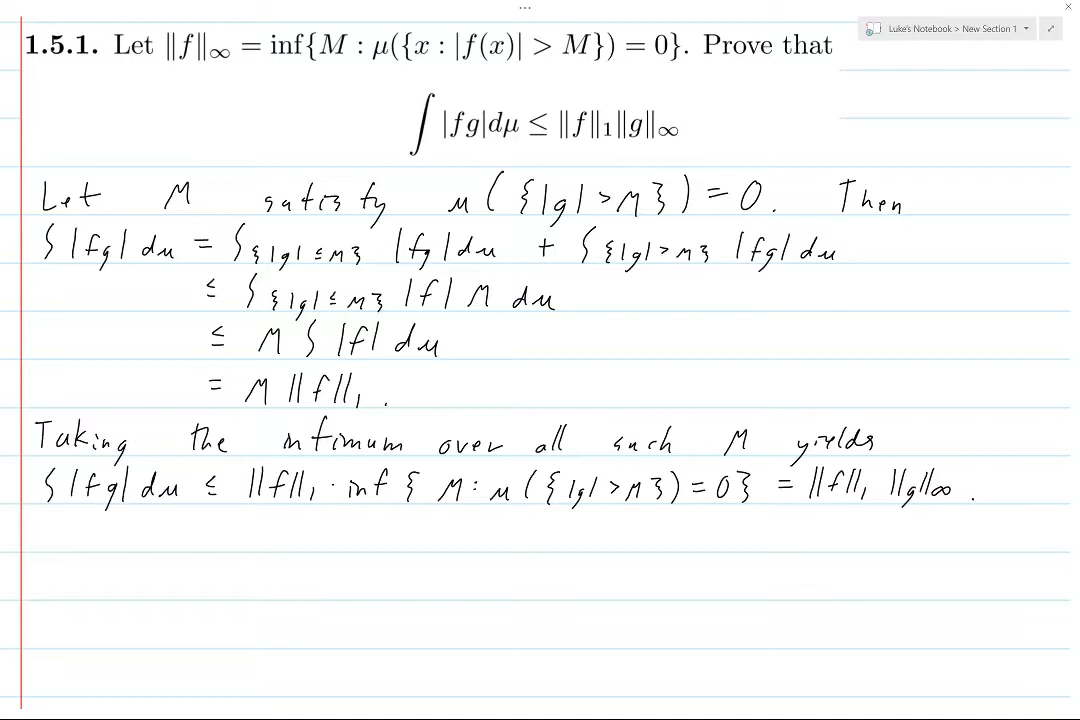 Luke's Notebook > New Section 1
1.5.1. Let ‖f‖∞ = inf{M : μ({x : |f(x)| > M}) = 0}. Prove that
∫ |fg|dμ ≤ ‖f‖₁‖g‖∞
Let M satisfy μ({|g| > M}) = 0. Then
∫ |fg| dμ = ∫_{|g| ≤ M} |fg| dμ + ∫_{|g| > M} |fg| dμ
≤ ∫_{|g| ≤ M} |f| M dμ
≤ M ∫ |f| dμ
= M ‖f‖₁.
Taking the infimum over all such M yields
∫ |fg| dμ ≤ ‖f‖₁ · inf { M : μ({|g| > M}) = 0 } = ‖f‖₁ ‖g‖∞.